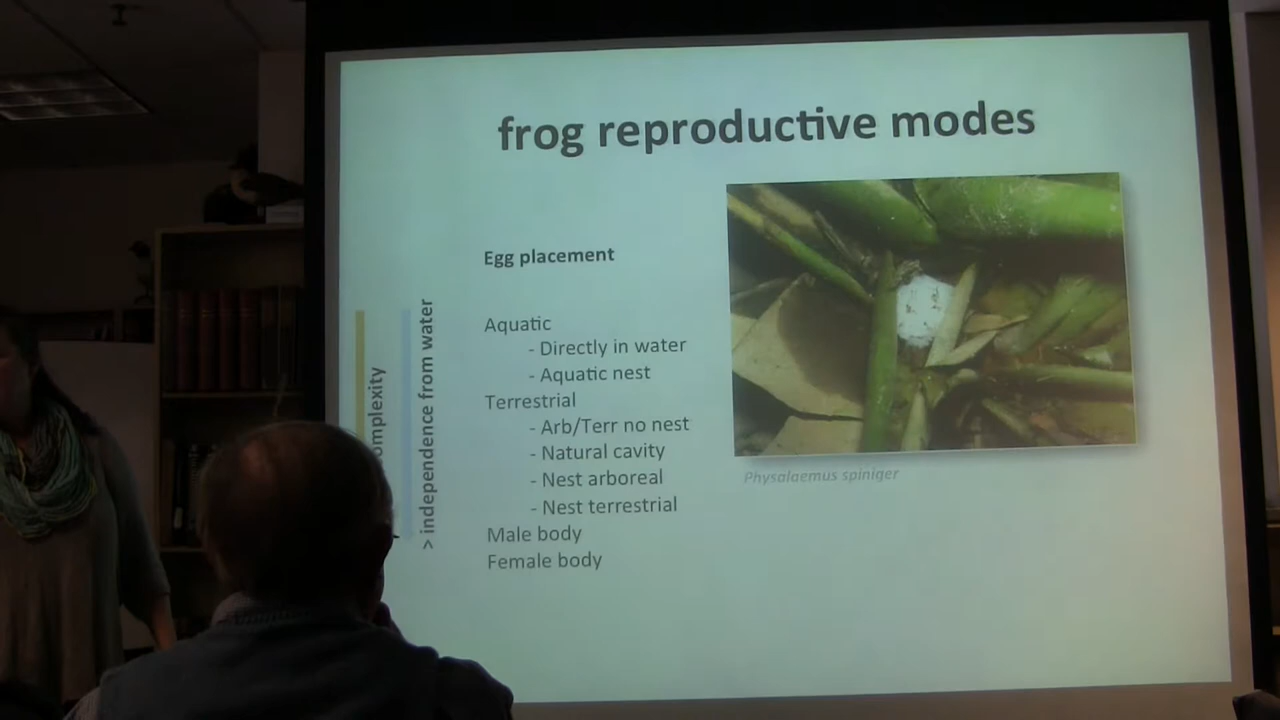 frog reproductive modes
Egg placement
Aquatic
- Directly in water
- Aquatic nest
Terrestrial
- Arb/Terr no nest
- Natural cavity
- Nest arboreal
- Nest terrestrial
Male body
Female body
> independence from water
Physalaemus spiniger